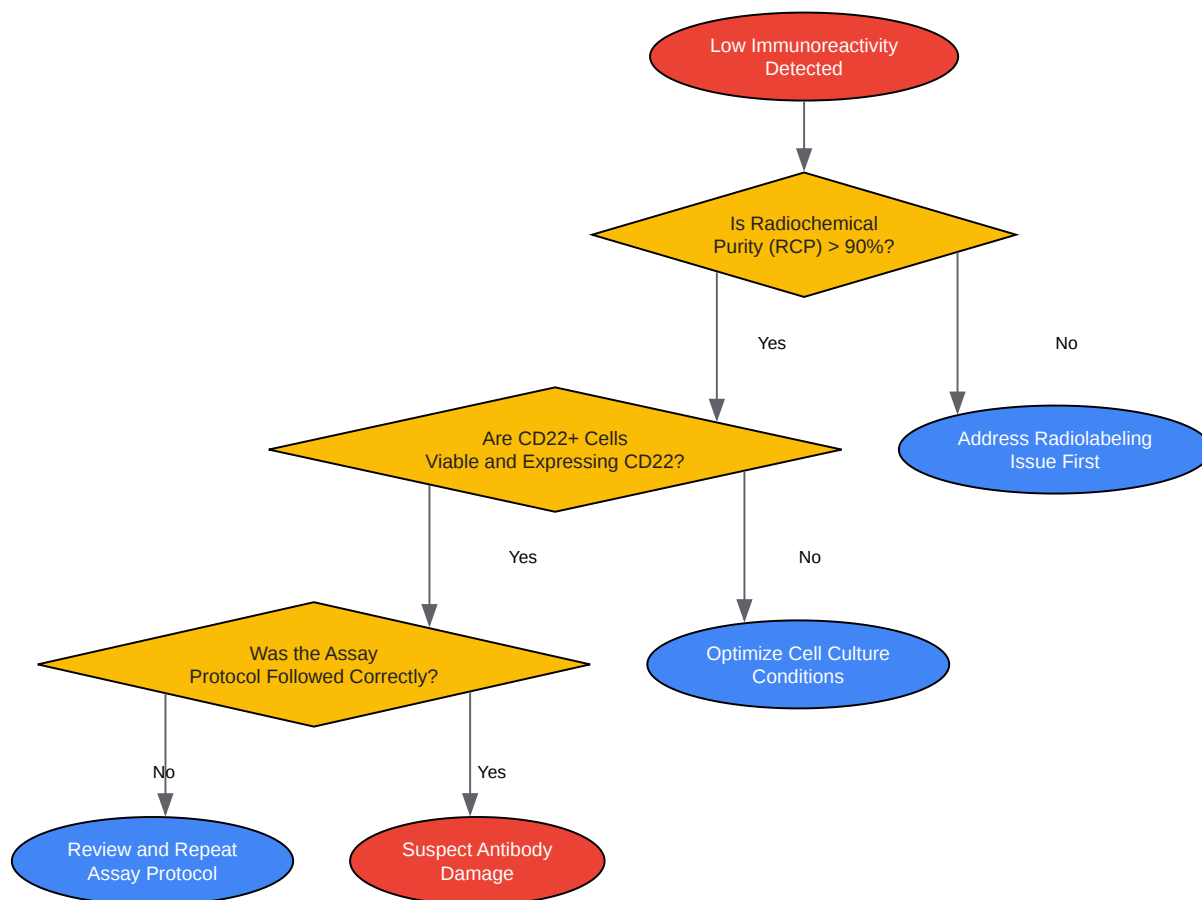 Low Immunoreactivity
Detected
Is Radiochemical
Purity (RCP) > 90%?
Yes
No
Are CD22+ Cells
Viable and Expressing CD22?
Address Radiolabeling
Issue First
Yes
No
Was the Assay
Protocol Followed Correctly?
Optimize Cell Culture
Conditions
No
Yes
Review and Repeat
Assay Protocol
Suspect Antibody
Damage